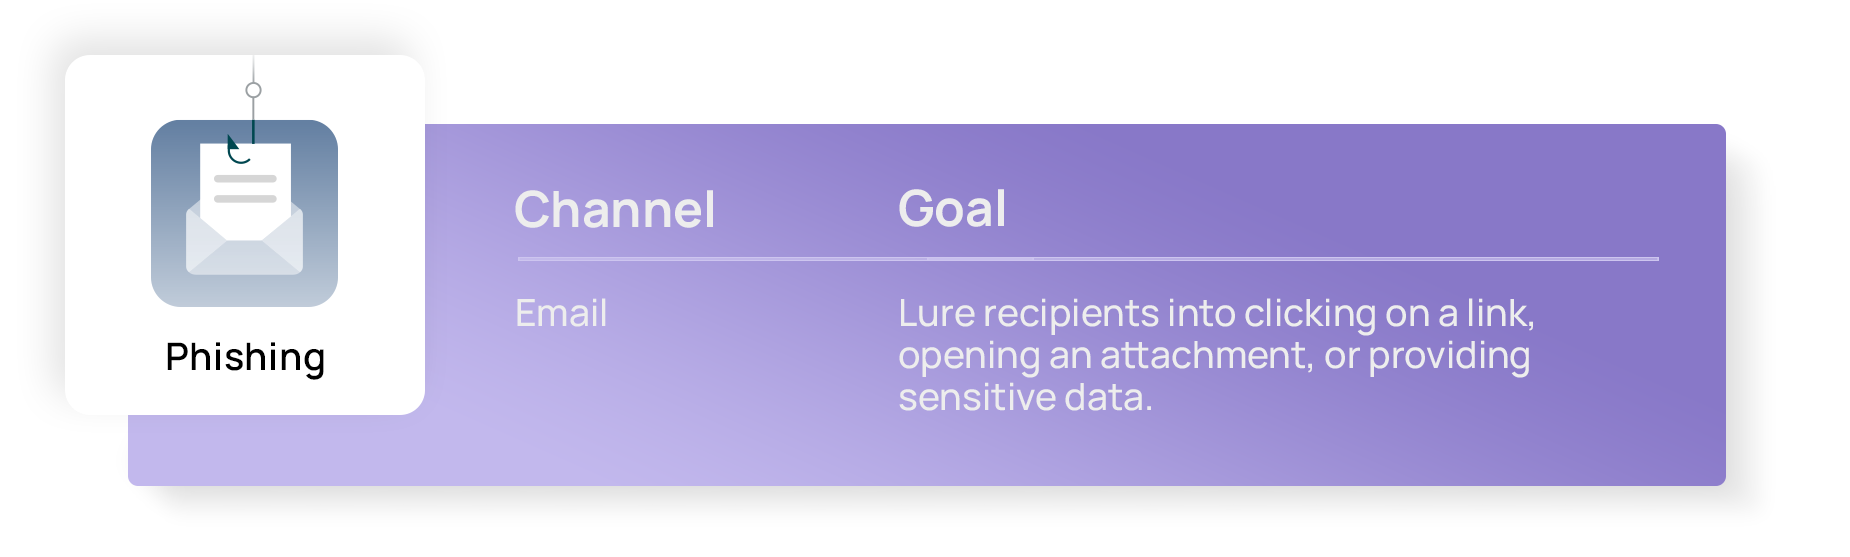 Phishing
Channel
Goal
Email
Lure recipients into clicking on a link,
opening an attachment, or providing
sensitive data.